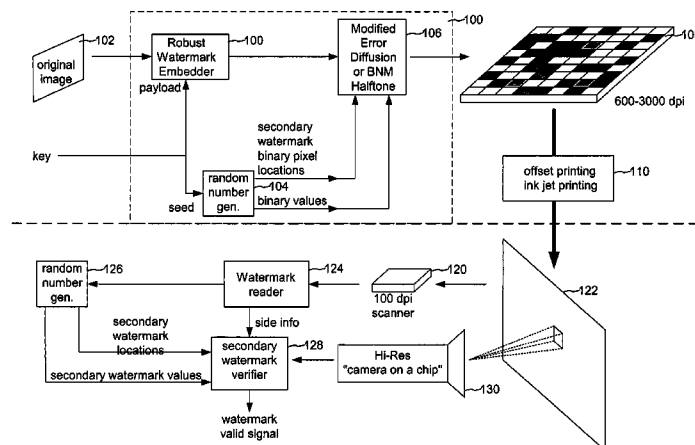 102
original
image
Robust
Watermark
Embedder
100
payload
key
seed
random
number
gen.
104
secondary
watermark
binary pixel
locations
binary values
Modified
Error
Diffusion
or BNM
Halftone
106
100
10
600-3000 dpi
offset printing
ink jet printing
110
random
number
gen.
126
Watermark
reader
124
100 dpi
scanner
120
122
side info
secondary
watermark
locations
secondary watermark values
secondary
watermark
verifier
128
Hi-Res
"camera on a chip"
130
watermark
valid signal